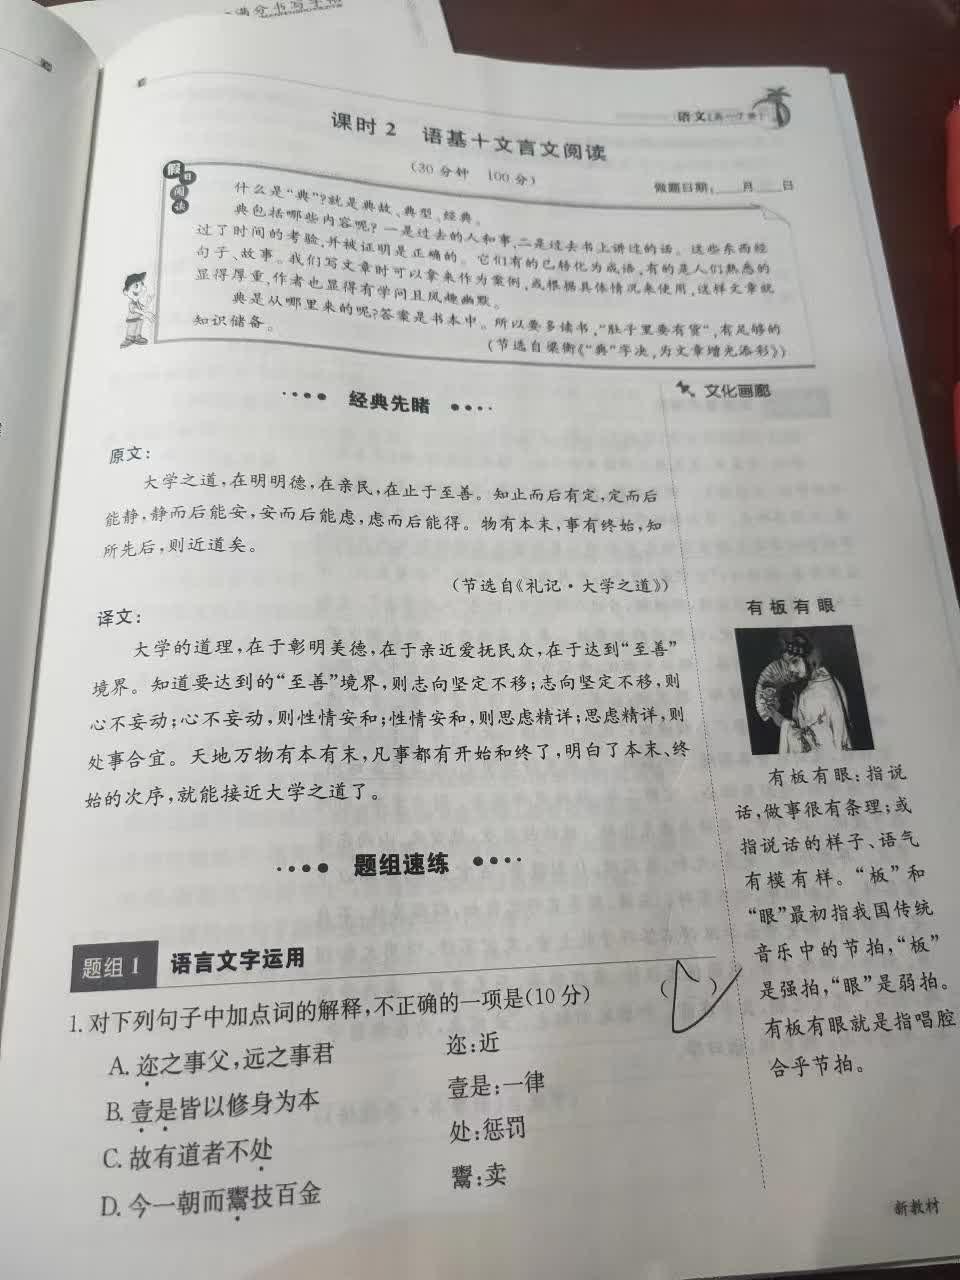 满分书写字帖
语文(高一下册)
课时2 语基+文言文阅读
(30分钟 100分)
做题日期:____月____日
假日阅读
什么是“典”?就是典故、典型、经典。
典包括哪些内容呢?一是过去的人和事,二是过去书上讲过的话。这些东西经
过了时间的考验,并被证明是正确的。它们有的已转化为成语,有的是人们熟悉的
句子、故事。我们写文章时可以拿来作为案例,或根据具体情况来使用,这样文章就
显得厚重,作者也显得有学问且风趣幽默。
典是从哪里来的呢?答案是书本中。所以要多读书,“肚子里要有货”,有足够的
知识储备。
(节选自梁衡《“典”字决,为文章增光添彩》)
经典先睹
原文:
大学之道,在明明德,在亲民,在止于至善。知止而后有定,定而后
能静,静而后能安,安而后能虑,虑而后能得。物有本末,事有终始,知
所先后,则近道矣。
(节选自《礼记·大学之道》)
译文:
大学的道理,在于彰明美德,在于亲近爱抚民众,在于达到“至善”
境界。知道要达到的“至善”境界,则志向坚定不移;志向坚定不移,则
心不妄动;心不妄动,则性情安和;性情安和,则思虑精详;思虑精详,则
处事合宜。天地万物有本有末,凡事都有开始和终了,明白了本末、终
始的次序,就能接近大学之道了。
题组速练
题组1 语言文字运用
1.对下列句子中加点词的解释,不正确的一项是(10分) ( )
A.迩之事父,远之事君 迩:近
B.壹是皆以修身为本 壹是:一律
C.故有道者不处 处:惩罚
D.今一朝而鬻技百金 鬻:卖
文化画廊
有板有眼
有板有眼:指说
话,做事很有条理;或
指说话的样子、语气
有模有样。“板”和
“眼”最初指我国传统
音乐中的节拍,“板”
是强拍,“眼”是弱拍。
有板有眼就是指唱腔
合乎节拍。
新教材